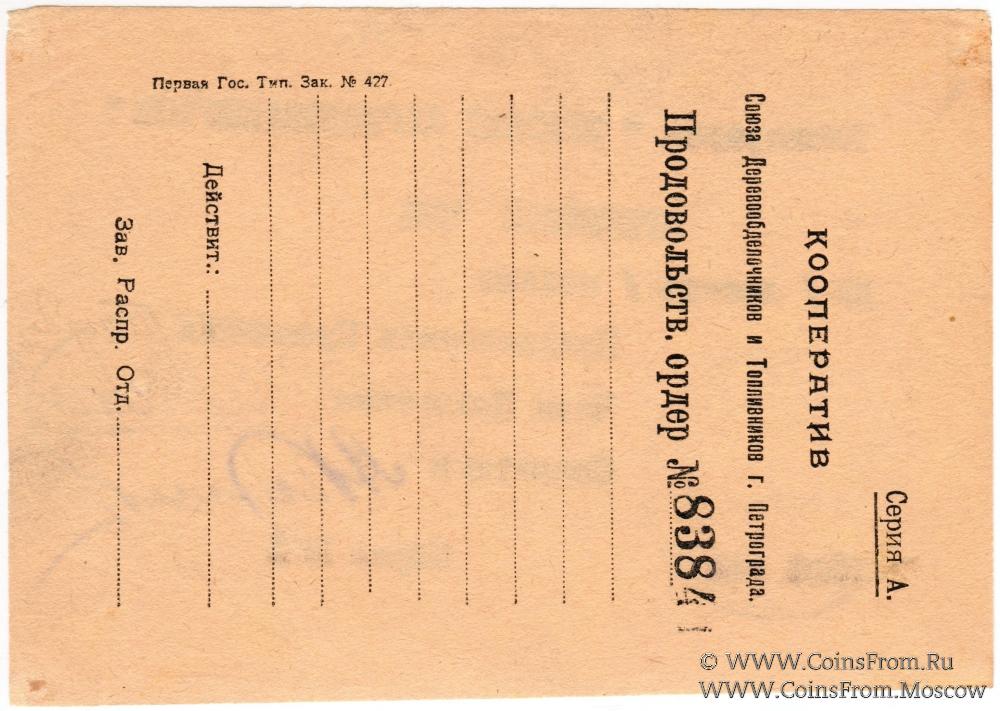 Серия А.
КООПЕРАТИВ
Союза Деревообделочников и Топливников г. Петрограда.
Продовольств. ордер № 8384
Действит.:
Зав. Распр. Отд.
Первая Гос. Тип. Зак. № 427.
© WWW.CoinsFrom.Ru
WWW.CoinsFrom.Moscow